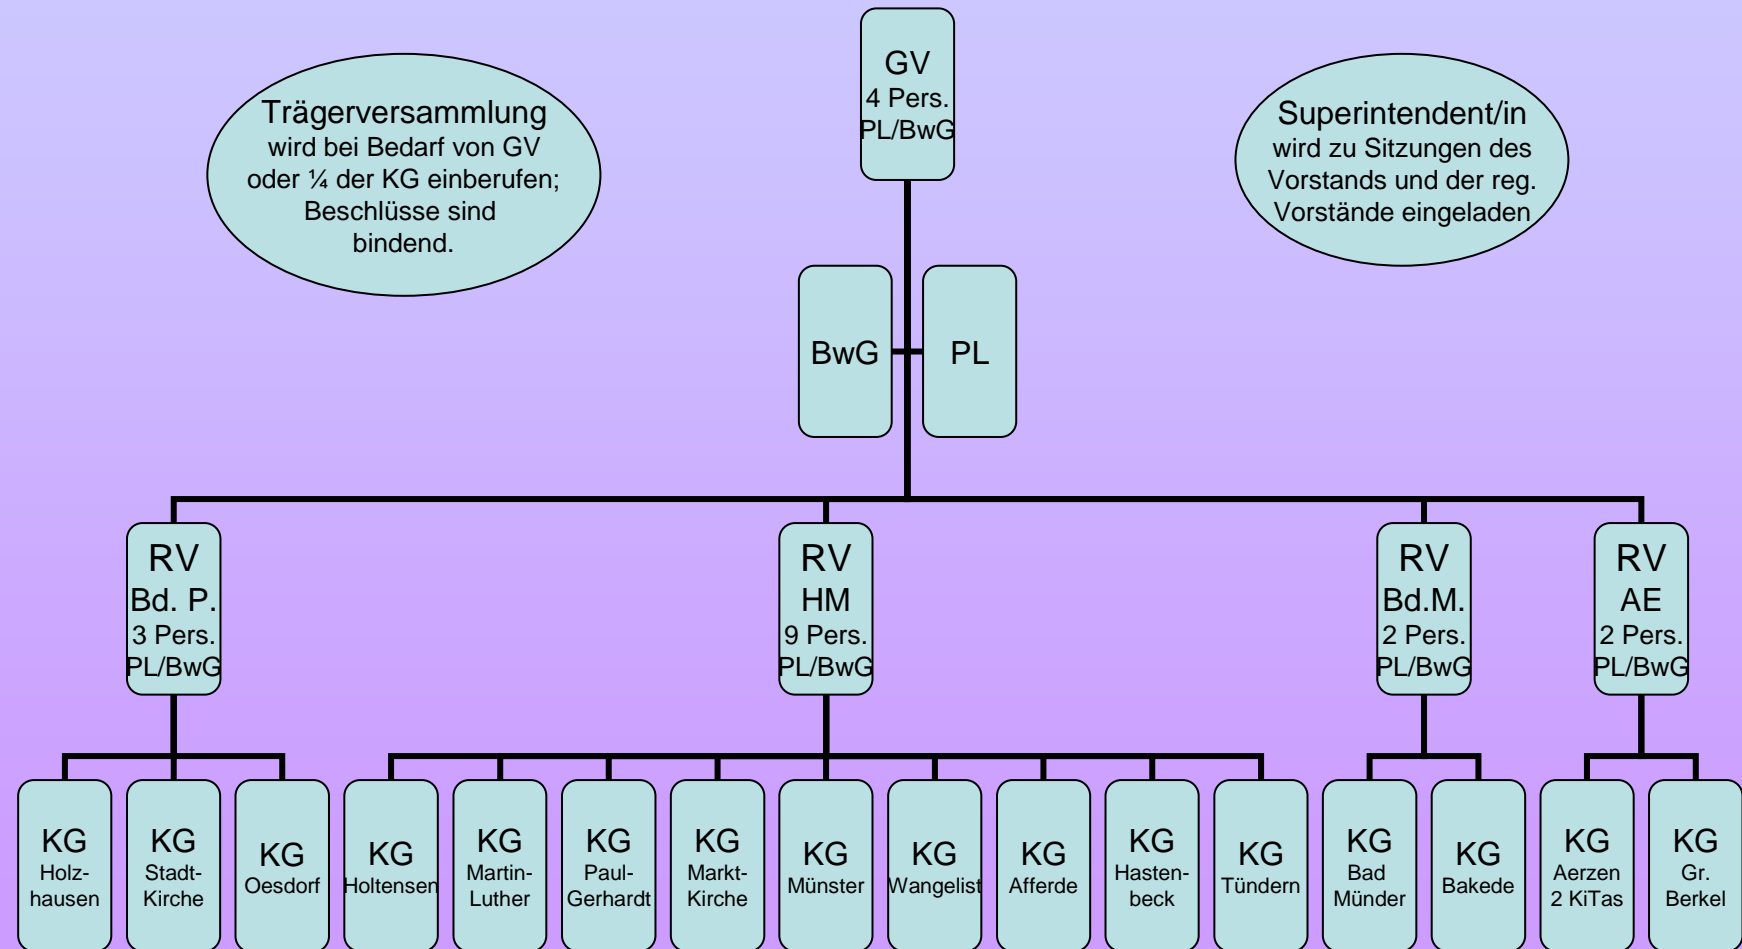 GV
4 Pers.
PL/BwG
Trägerversammlung
wird bei Bedarf von GV
oder ¼ der KG einberufen;
Beschlüsse sind
bindend.
Superintendent/in
wird zu Sitzungen des
Vorstands und der reg.
Vorstände eingeladen
BwG
PL
RV
Bd. P.
3 Pers.
PL/BwG
RV
HM
9 Pers.
PL/BwG
RV
Bd.M.
2 Pers.
PL/BwG
RV
AE
2 Pers.
PL/BwG
KG
Holz-
hausen
KG
Stadt-
Kirche
KG
Oesdorf
KG
Holtensen
KG
Martin-
Luther
KG
Paul-
Gerhardt
KG
Markt-
Kirche
KG
Münster
KG
Wangelist
KG
Afferde
KG
Hasten-
beck
KG
Tündern
KG
Bad
Münder
KG
Bakede
KG
Aerzen
2 KiTas
KG
Gr.
Berkel